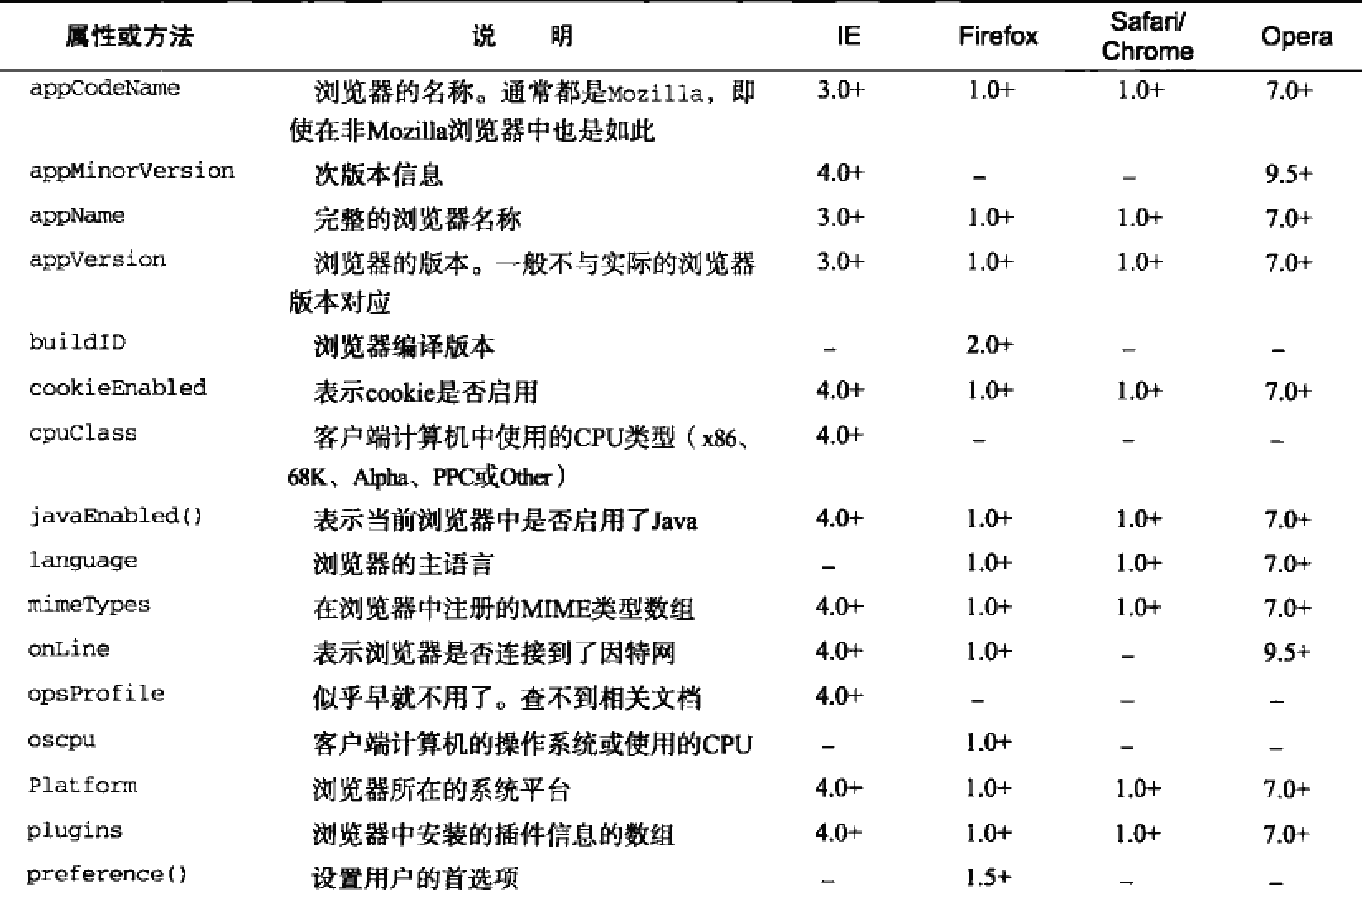 属性或方法 说 明 IE Firefox Safari/Chrome Opera
appCodeName 浏览器的名称。通常都是Mozilla，即 3.0+ 1.0+ 1.0+ 7.0+
使在非Mozilla浏览器中也是如此
appMinorVersion 次版本信息 4.0+ – – 9.5+
appName 完整的浏览器名称 3.0+ 1.0+ 1.0+ 7.0+
appVersion 浏览器的版本。一般不与实际的浏览器 3.0+ 1.0+ 1.0+ 7.0+
版本对应
buildID 浏览器编译版本 – 2.0+ – –
cookieEnabled 表示cookie是否启用 4.0+ 1.0+ 1.0+ 7.0+
cpuClass 客户端计算机中使用的CPU类型（x86、 4.0+ – – –
68K、Alpha、PPC或Other）
javaEnabled() 表示当前浏览器中是否启用了Java 4.0+ 1.0+ 1.0+ 7.0+
language 浏览器的主语言 – 1.0+ 1.0+ 7.0+
mimeTypes 在浏览器中注册的MIME类型数组 4.0+ 1.0+ 1.0+ 7.0+
onLine 表示浏览器是否连接到了因特网 4.0+ 1.0+ – 9.5+
opsProfile 似乎早就不用了。查不到相关文档 4.0+ – – –
oscpu 客户端计算机的操作系统或使用的CPU – 1.0+ – –
Platform 浏览器所在的系统平台 4.0+ 1.0+ 1.0+ 7.0+
plugins 浏览器中安装的插件信息的数组 4.0+ 1.0+ 1.0+ 7.0+
preference() 设置用户的首选项 – 1.5+ – –